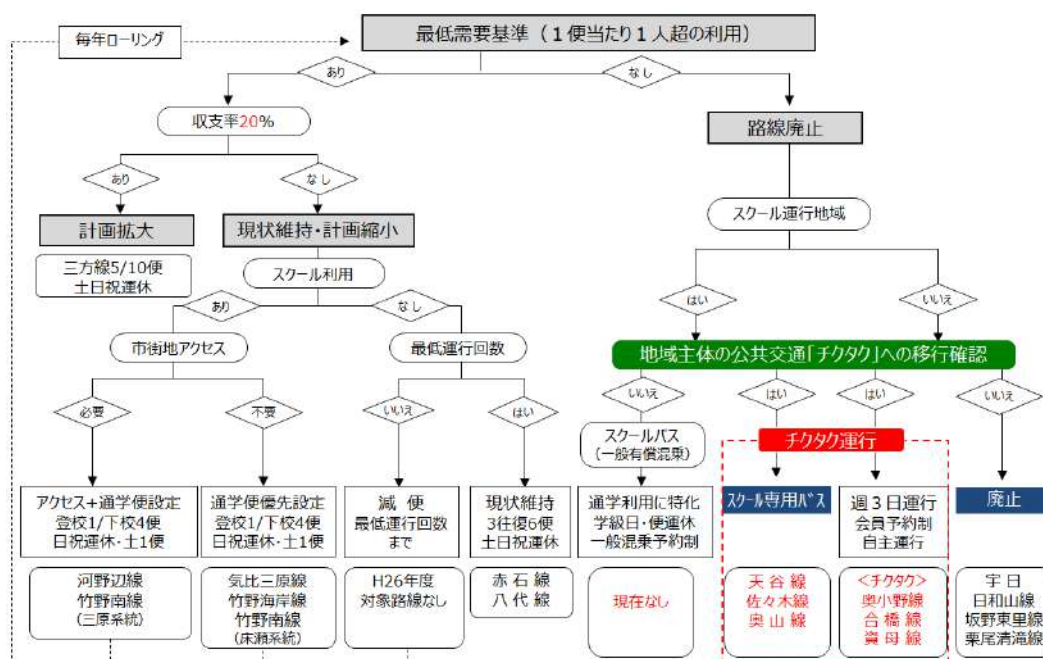 毎年ローリング
最低需要基準（１便当たり１人超の利用）
あり
なし
収支率20%
路線廃止
あり
なし
スクール運行地域
計画拡大
現状維持・計画縮小
三方線5/10便
土日祝運休
スクール利用
はい
いいえ
あり
なし
市街地アクセス
最低運行回数
地域主体の公共交通「チクタク」への移行確認
必要
不要
いいえ
はい
いいえ
はい
はい
いいえ
スクールバス
(一般有償混乗)
チクタク運行
アクセス+通学便設定
登校1/下校4便
日祝運休・土1便
通学便優先設定
登校1/下校4便
日祝運休・土1便
減 便
最低運行回数
まで
現状維持
3往復6便
土日祝運休
通学利用に特化
学級日・便運休
一般混乗予約制
スクール専用バス
週３日運行
会員予約制
自主運行
廃止
河野辺線
竹野南線
(三原系統)
気比三原線
竹野海岸線
竹野南線
(床瀬系統)
H26年度
対象路線なし
赤石線
八代線
現在なし
天谷線
佐々木線
奥山線
<チクタク>
奥小野線
合橋線
資母線
宇日
日和山線
坂野東里線
栗尾清滝線